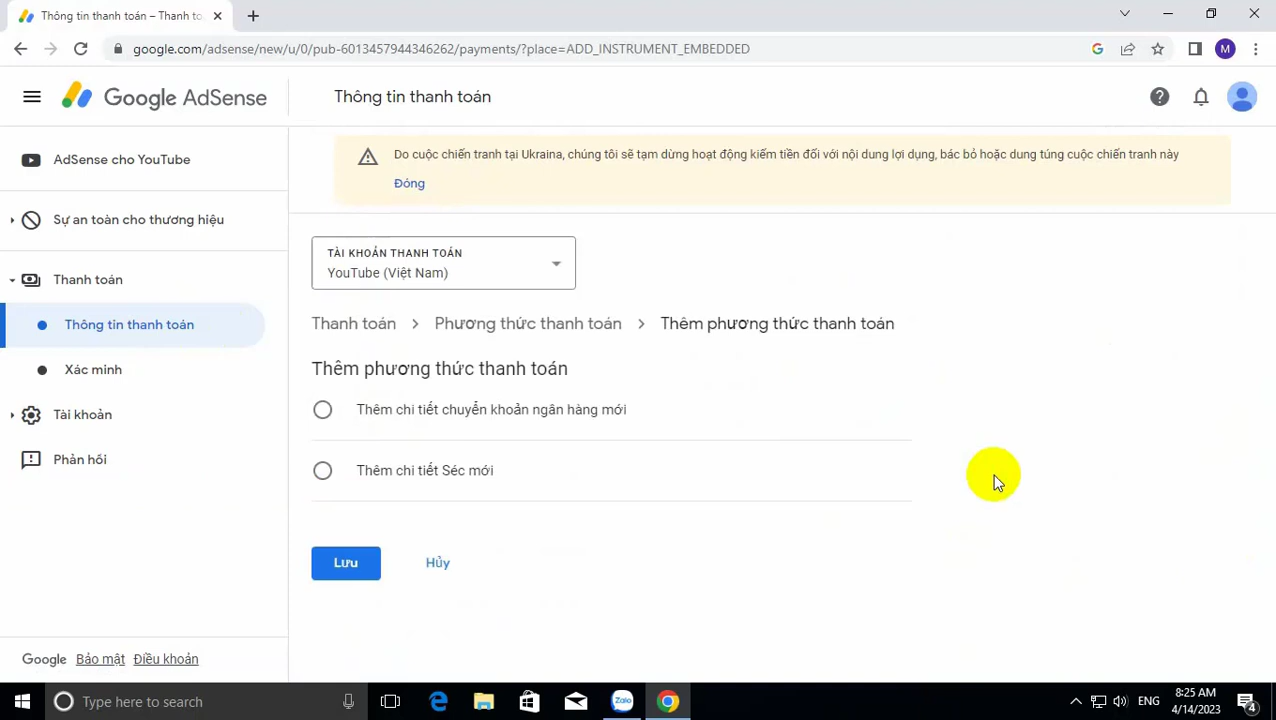 Thông tin thanh toán – Thanh to
google.com/adsense/new/u/0/pub-6013457944346262/payments/?place=ADD_INSTRUMENT_EMBEDDED
M
Google AdSense
Thông tin thanh toán
AdSense cho YouTube
Sự an toàn cho thương hiệu
Thanh toán
Thông tin thanh toán
Xác minh
Tài khoản
Phản hồi
Google Bảo mật Điều khoản
Do cuộc chiến tranh tại Ukraina, chúng tôi sẽ tạm dừng hoạt động kiếm tiền đối với nội dung lợi dụng, bác bỏ hoặc dung túng cuộc chiến tranh này
Đóng
TÀI KHOẢN THANH TOÁN
YouTube (Việt Nam)
Thanh toán > Phương thức thanh toán > Thêm phương thức thanh toán
Thêm phương thức thanh toán
Thêm chi tiết chuyển khoản ngân hàng mới
Thêm chi tiết Séc mới
Lưu Hủy
Type here to search
Zalo
ENG
8:25 AM
4/14/2023
4